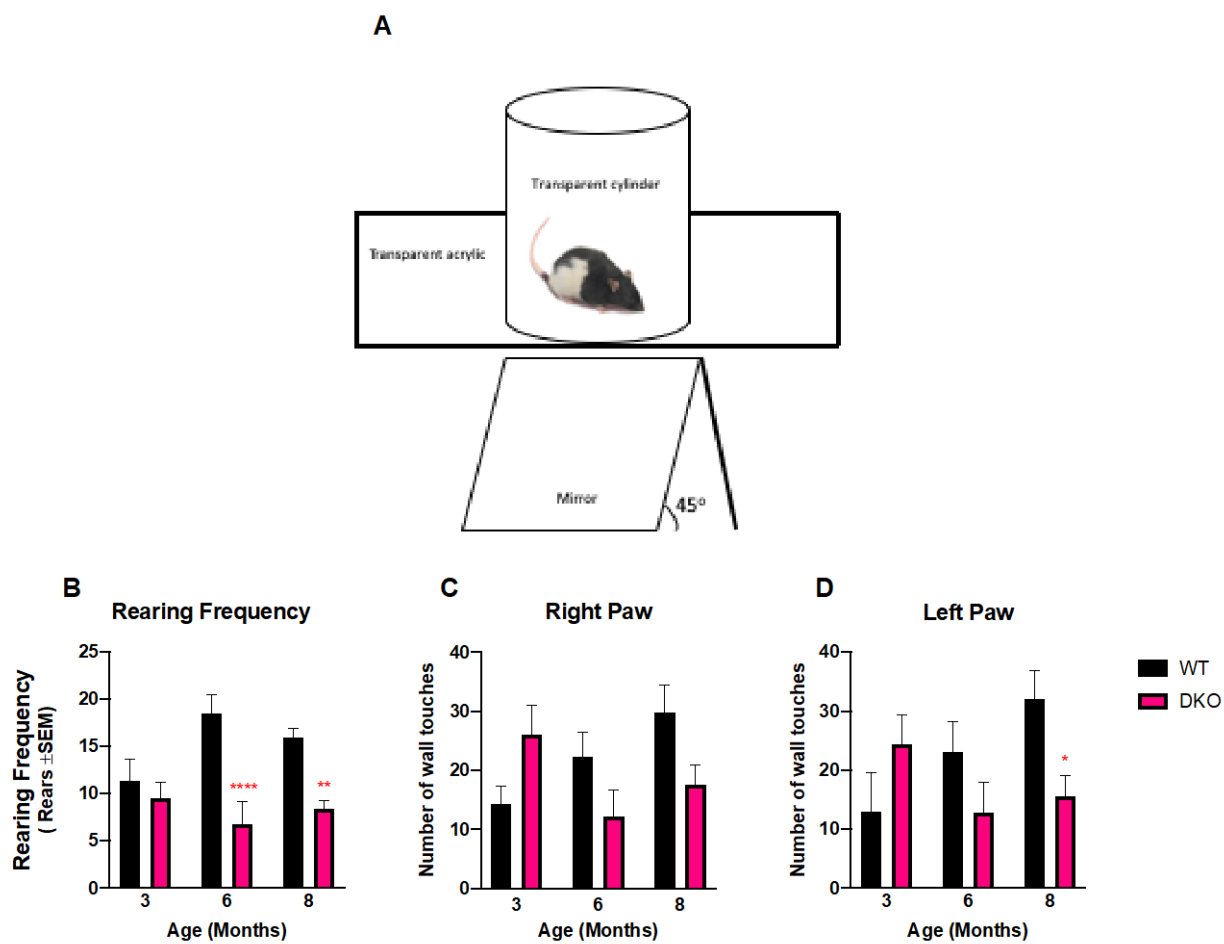 A
Transparent cylinder
Transparent acrylic
Mirror
45º
B
Rearing Frequency
Rearing Frequency
( Rears ±SEM)
25
20
15
10
5
0
****
**
3 6 8
Age (Months)
C
Right Paw
Number of wall touches
40
30
20
10
0
3 6 8
Age (Months)
D
Left Paw
Number of wall touches
40
30
20
10
0
*
3 6 8
Age (Months)
WT
DKO